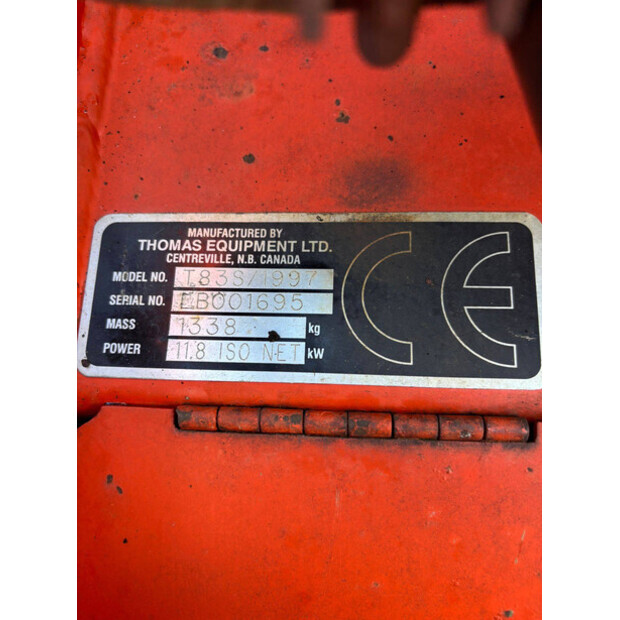 MANUFACTURED BY
THOMAS EQUIPMENT LTD.
CENTREVILLE, N.B. CANADA
MODEL NO. T83S/1997
SERIAL NO. EB001695
MASS 1338 kg
POWER 11.8 ISO NET kW
CE